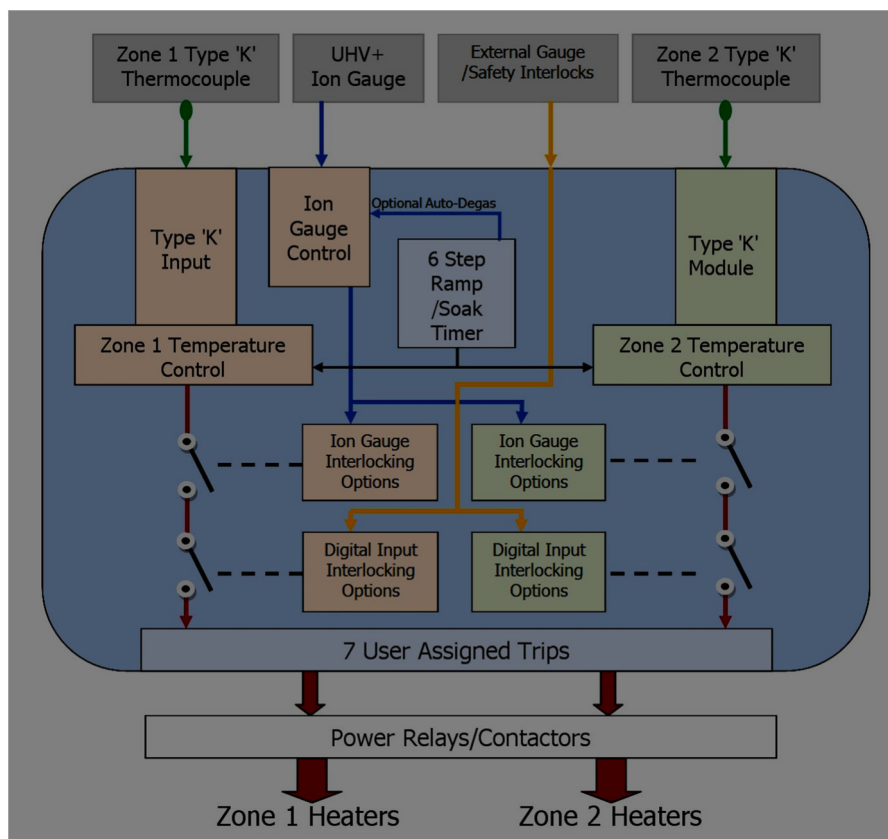 Zone 1 Type 'K'
Thermocouple
UHV+
Ion Gauge
External Gauge
/Safety Interlocks
Zone 2 Type 'K'
Thermocouple
Type 'K'
Input
Ion
Gauge
Control
Optional Auto-Degas
6 Step
Ramp
/Soak
Timer
Type 'K'
Module
Zone 1 Temperature
Control
Zone 2 Temperature
Control
Ion Gauge
Interlocking
Options
Ion Gauge
Interlocking
Options
Digital Input
Interlocking
Options
Digital Input
Interlocking
Options
7 User Assigned Trips
Power Relays/Contactors
Zone 1 Heaters
Zone 2 Heaters